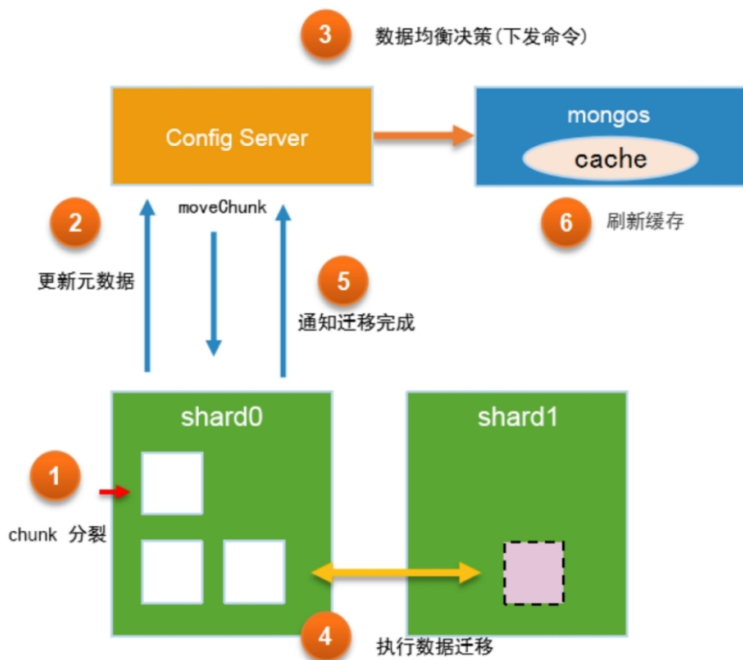 3 数据均衡决策(下发命令)
Config Server
mongos
cache
2
moveChunk
6 刷新缓存
更新元数据
5
通知迁移完成
shard0
shard1
1
chunk 分裂
4 执行数据迁移